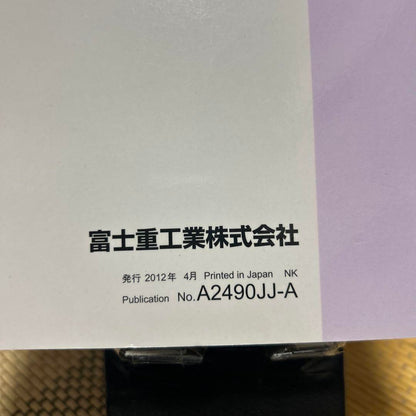 富士重工業株式会社
発行 2012年 4月 Printed in Japan NK
Publication No.A2490JJ-A